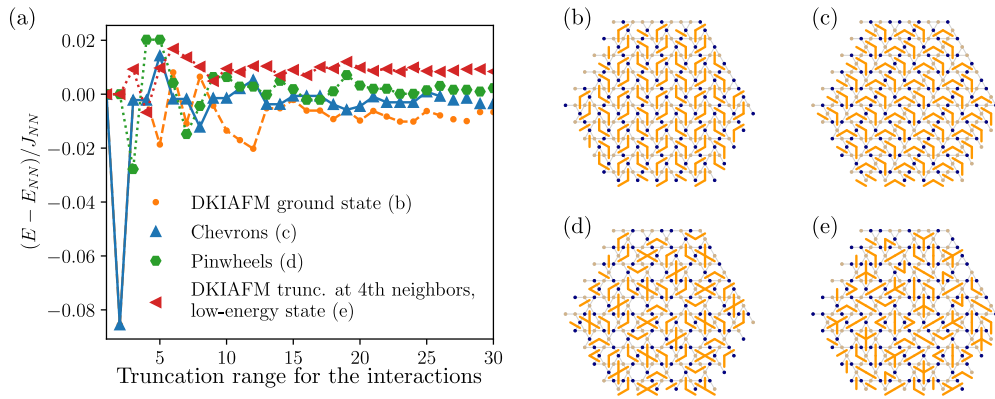 (a)
(b)
(c)
0.02
0.00
−0.02
−0.04
−0.06
−0.08
(E − E_NN)/J_NN
DKIAFM ground state (b)
Chevrons (c)
Pinwheels (d)
DKIAFM trunc. at 4th neighbors,
low-energy state (e)
5
10
15
20
25
30
Truncation range for the interactions
(d)
(e)